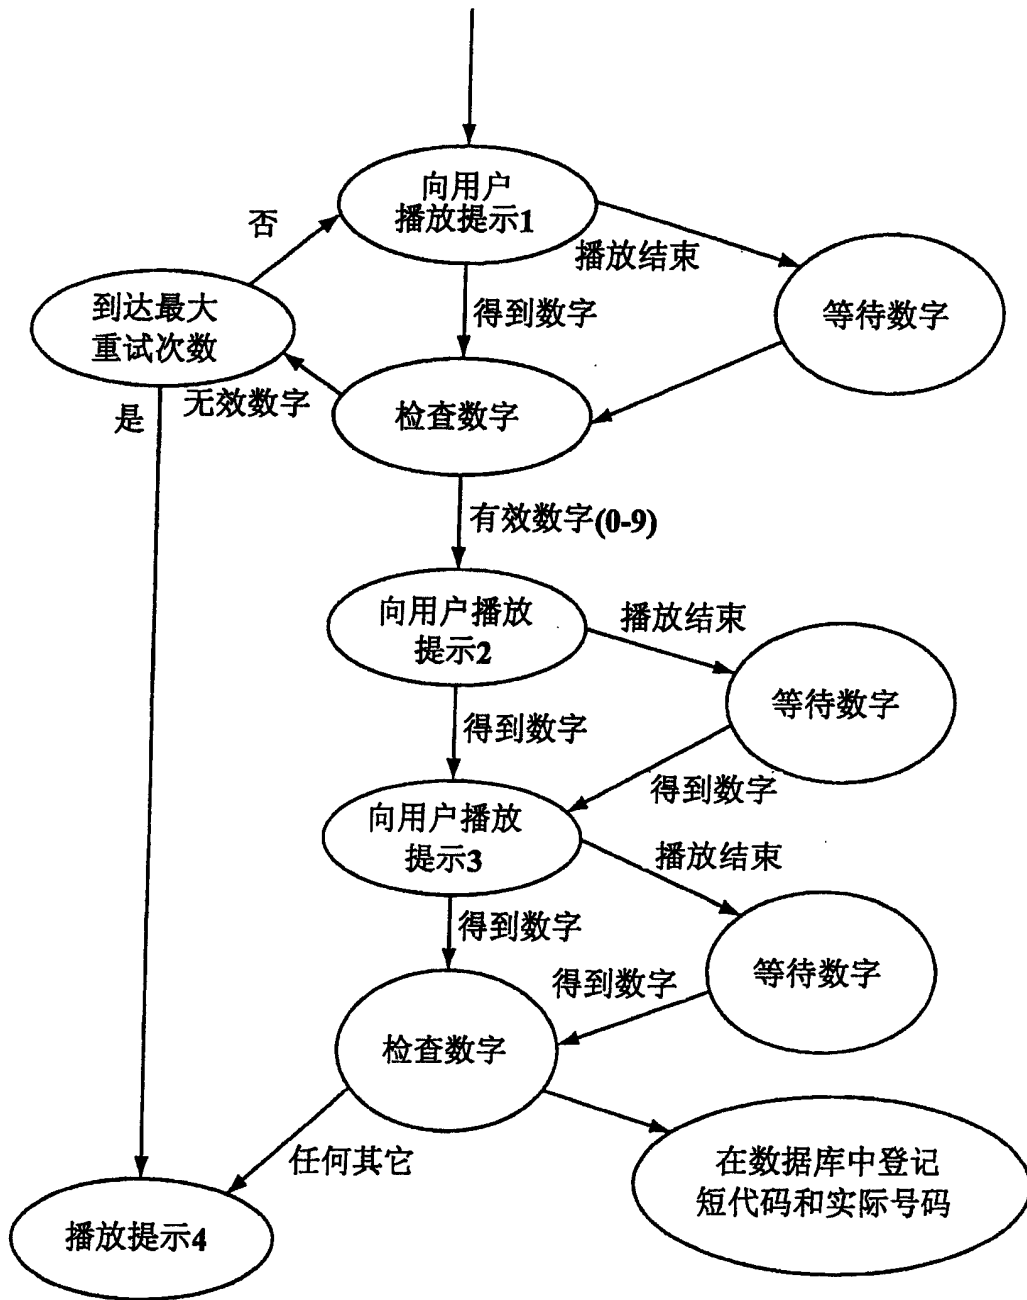 向用户
播放提示1
否
播放结束
到达最大
重试次数
得到数字
等待数字
无效数字
是
检查数字
有效数字(0-9)
向用户播放
提示2
播放结束
等待数字
得到数字
得到数字
向用户播放
提示3
播放结束
得到数字
等待数字
得到数字
检查数字
任何其它
在数据库中登记
短代码和实际号码
播放提示4